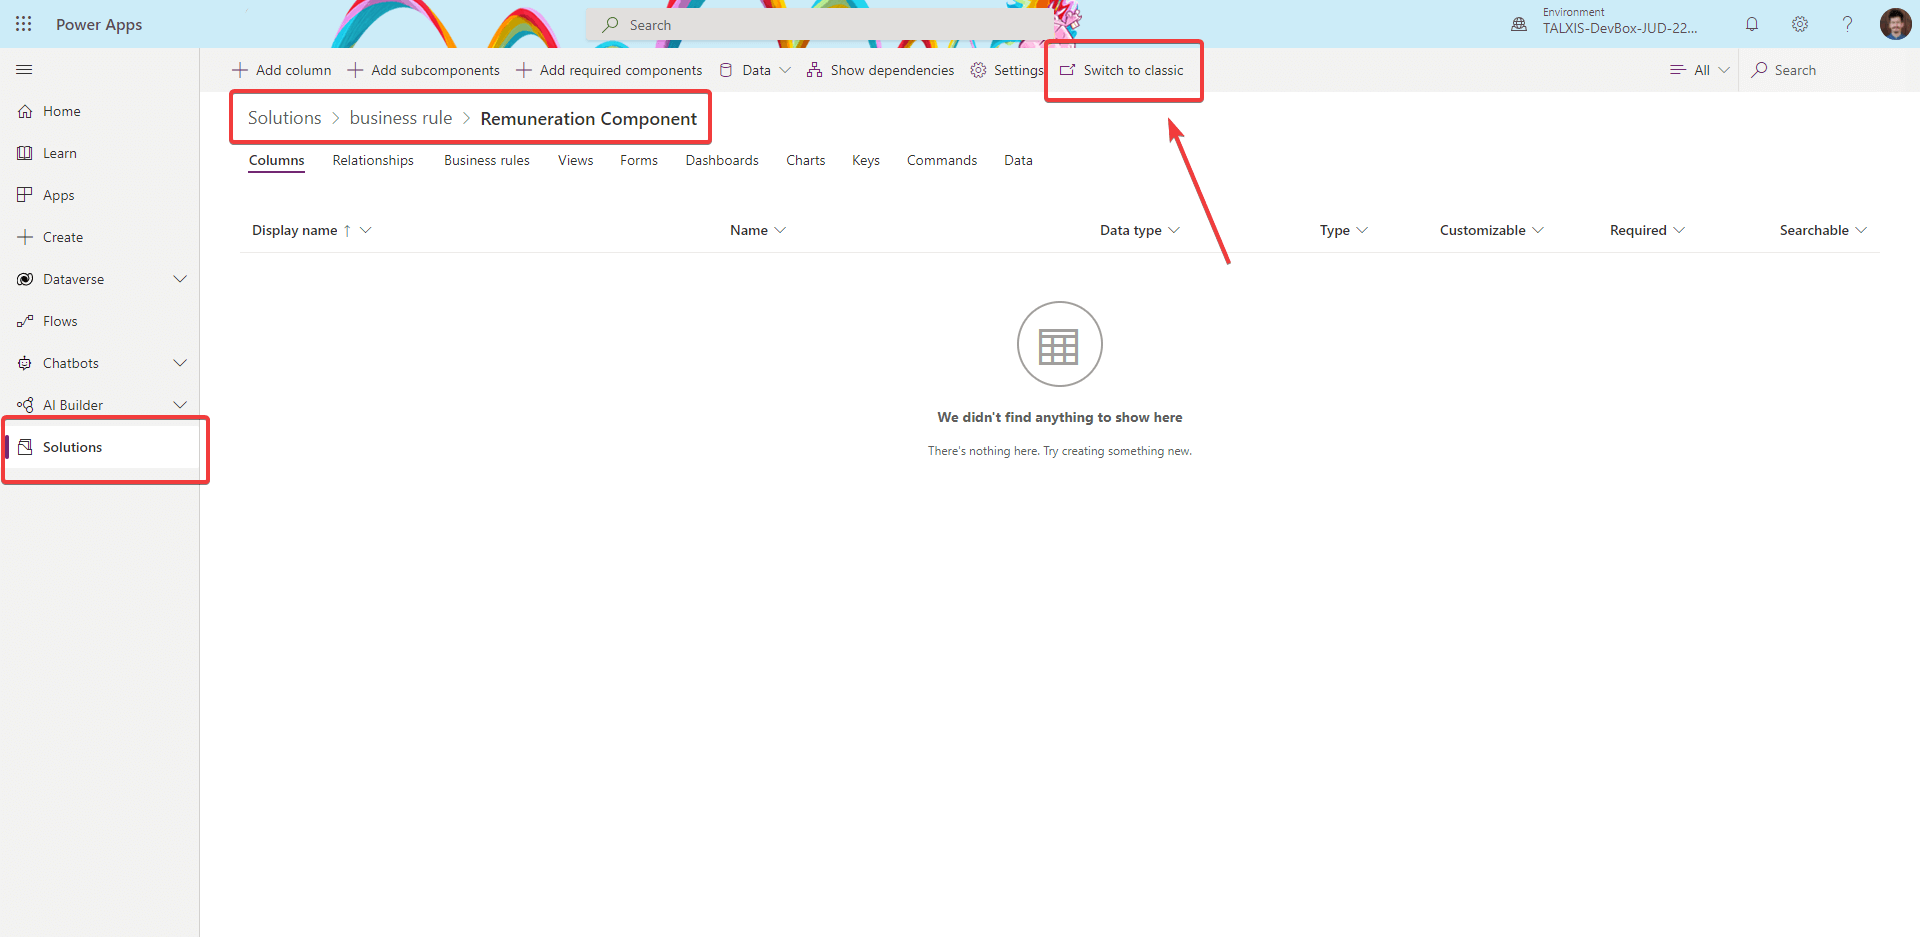 Power Apps
Search
Environment
TALXIS-DevBox-JUD-22...
?
Add column
Add subcomponents
Add required components
Data
Show dependencies
Settings
Switch to classic
All
Search
Home
Learn
Apps
Create
Dataverse
Flows
Chatbots
AI Builder
Solutions
Solutions > business rule > Remuneration Component
Columns Relationships Business rules Views Forms Dashboards Charts Keys Commands Data
Display name ↑ Name Data type Type Customizable Required Searchable
We didn't find anything to show here
There's nothing here. Try creating something new.